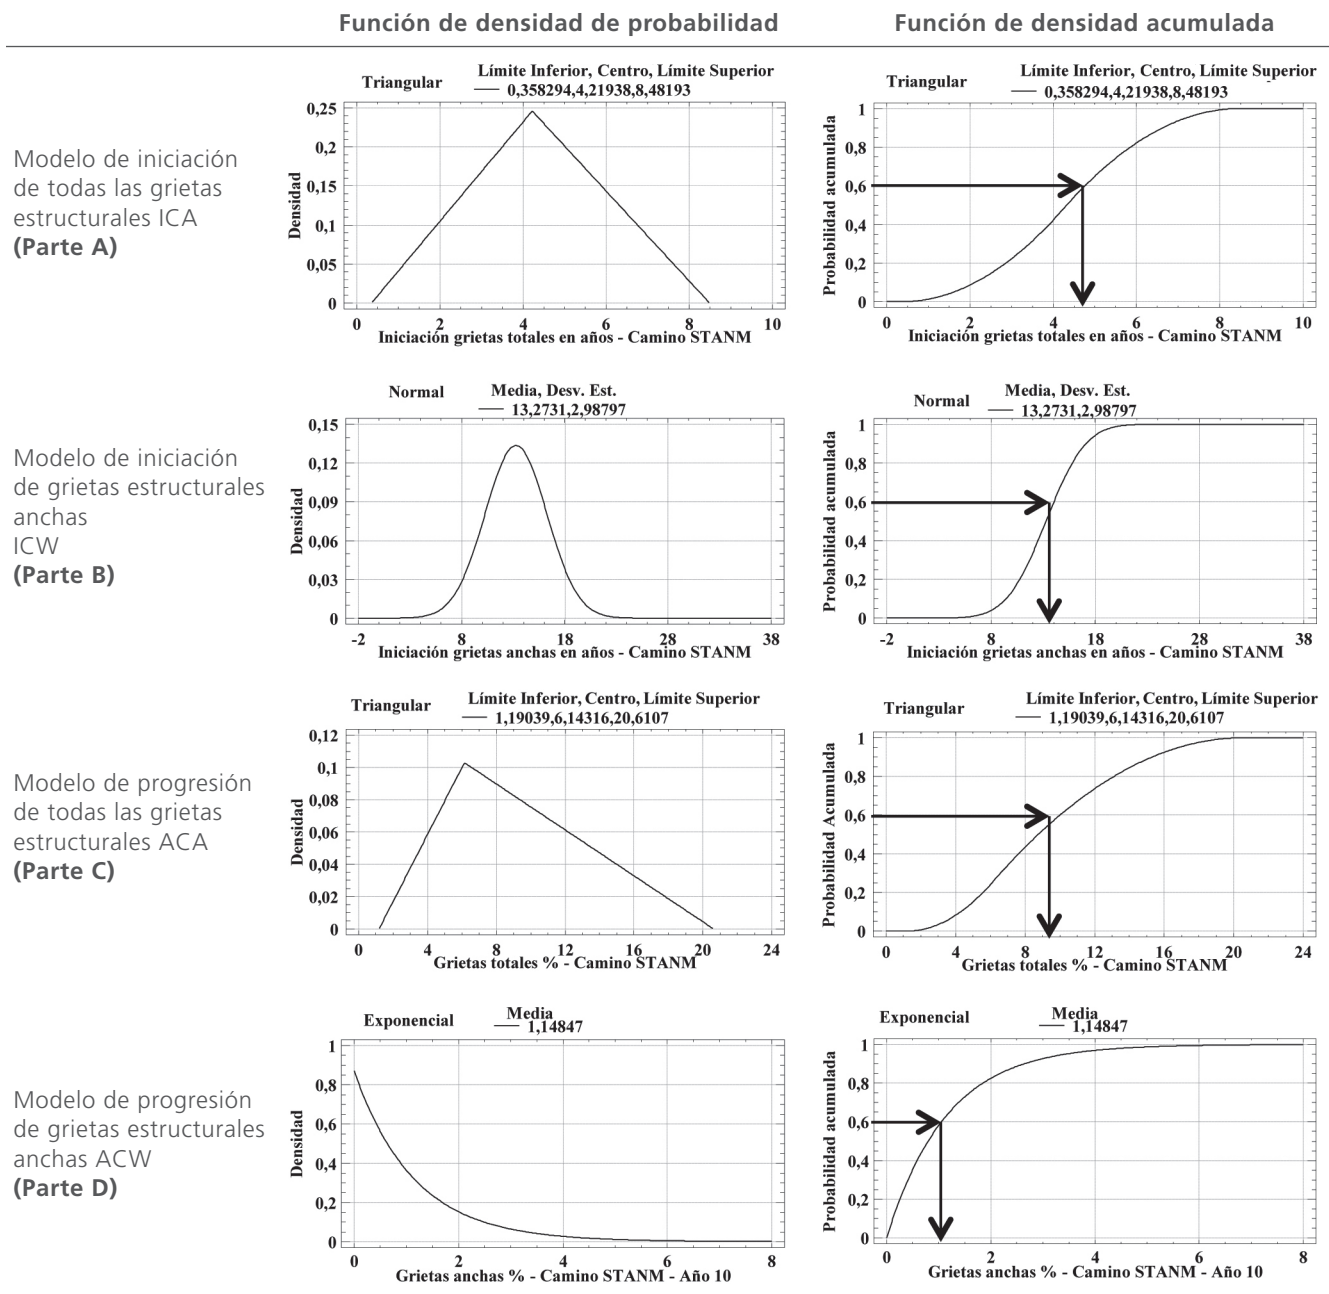 Función de densidad de probabilidad
Función de densidad acumulada
Modelo de iniciación
de todas las grietas
estructurales ICA
(Parte A)
Triangular
Límite Inferior, Centro, Límite Superior
0,358294,4,21938,8,48193
Densidad
0,25
0,2
0,15
0,1
0,05
0
0 2 4 6 8 10
Iniciación grietas totales en años - Camino STANM
Triangular
Límite Inferior, Centro, Límite Superior
0,358294,4,21938,8,48193
Probabilidad acumulada
1
0,8
0,6
0,4
0,2
0
0 2 4 6 8 10
Iniciación grietas totales en años - Camino STANM
Modelo de iniciación
de grietas estructurales
anchas
ICW
(Parte B)
Normal
Media, Desv. Est.
13,2731,2,98797
Densidad
0,15
0,12
0,09
0,06
0,03
0
-2 8 18 28 38
Iniciación grietas anchas en años - Camino STANM
Normal
Media, Desv. Est.
13,2731,2,98797
Probabilidad acumulada
1
0,8
0,6
0,4
0,2
0
-2 8 18 28 38
Iniciación grietas anchas en años - Camino STANM
Modelo de progresión
de todas las grietas
estructurales ACA
(Parte C)
Triangular
Límite Inferior, Centro, Límite Superior
1,19039,6,14316,20,6107
Densidad
0,12
0,1
0,08
0,06
0,04
0,02
0
0 4 8 12 16 20 24
Grietas totales % - Camino STANM
Triangular
Límite Inferior, Centro, Límite Superior
1,19039,6,14316,20,6107
Probabilidad Acumulada
1
0,8
0,6
0,4
0,2
0
0 4 8 12 16 20 24
Grietas totales % - Camino STANM
Modelo de progresión
de grietas estructurales
anchas ACW
(Parte D)
Exponencial
Media
1,14847
Densidad
1
0,8
0,6
0,4
0,2
0
0 2 4 6 8
Grietas anchas % - Camino STANM - Año 10
Exponencial
Media
1,14847
Probabilidad acumulada
1
0,8
0,6
0,4
0,2
0
0 2 4 6 8
Grietas anchas % - Camino STANM - Año 10